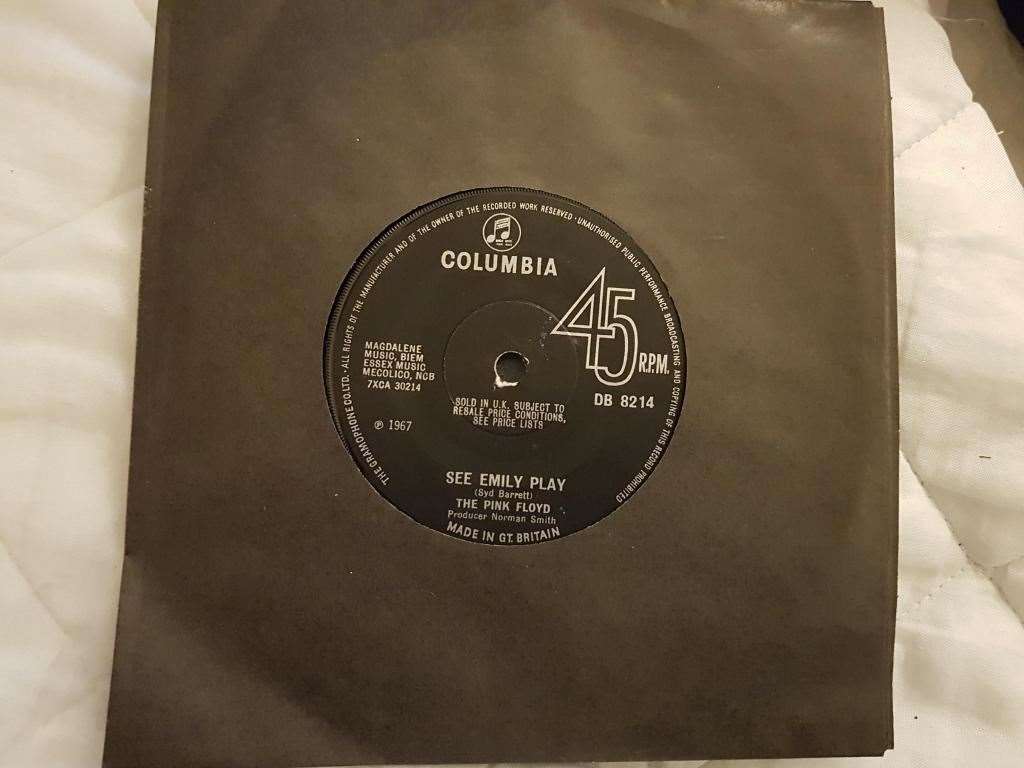 THE GRAMOPHONE CO. LTD. · ALL RIGHTS OF THE MANUFACTURER AND OF THE OWNER OF THE RECORDED WORK RESERVED · UNAUTHORISED PUBLIC PERFORMANCE BROADCASTING AND COPYING OF THIS RECORD PROHIBITED
COLUMBIA
45
R.P.M.
MAGDALENE
MUSIC, BIEM
ESSEX MUSIC
MECOLICO, NCB
7XCA 30214
DB 8214
SOLD IN U.K. SUBJECT TO
RESALE PRICE CONDITIONS,
SEE PRICE LISTS
℗ 1967
SEE EMILY PLAY
(Syd Barrett)
THE PINK FLOYD
Producer Norman Smith
MADE IN GT. BRITAIN